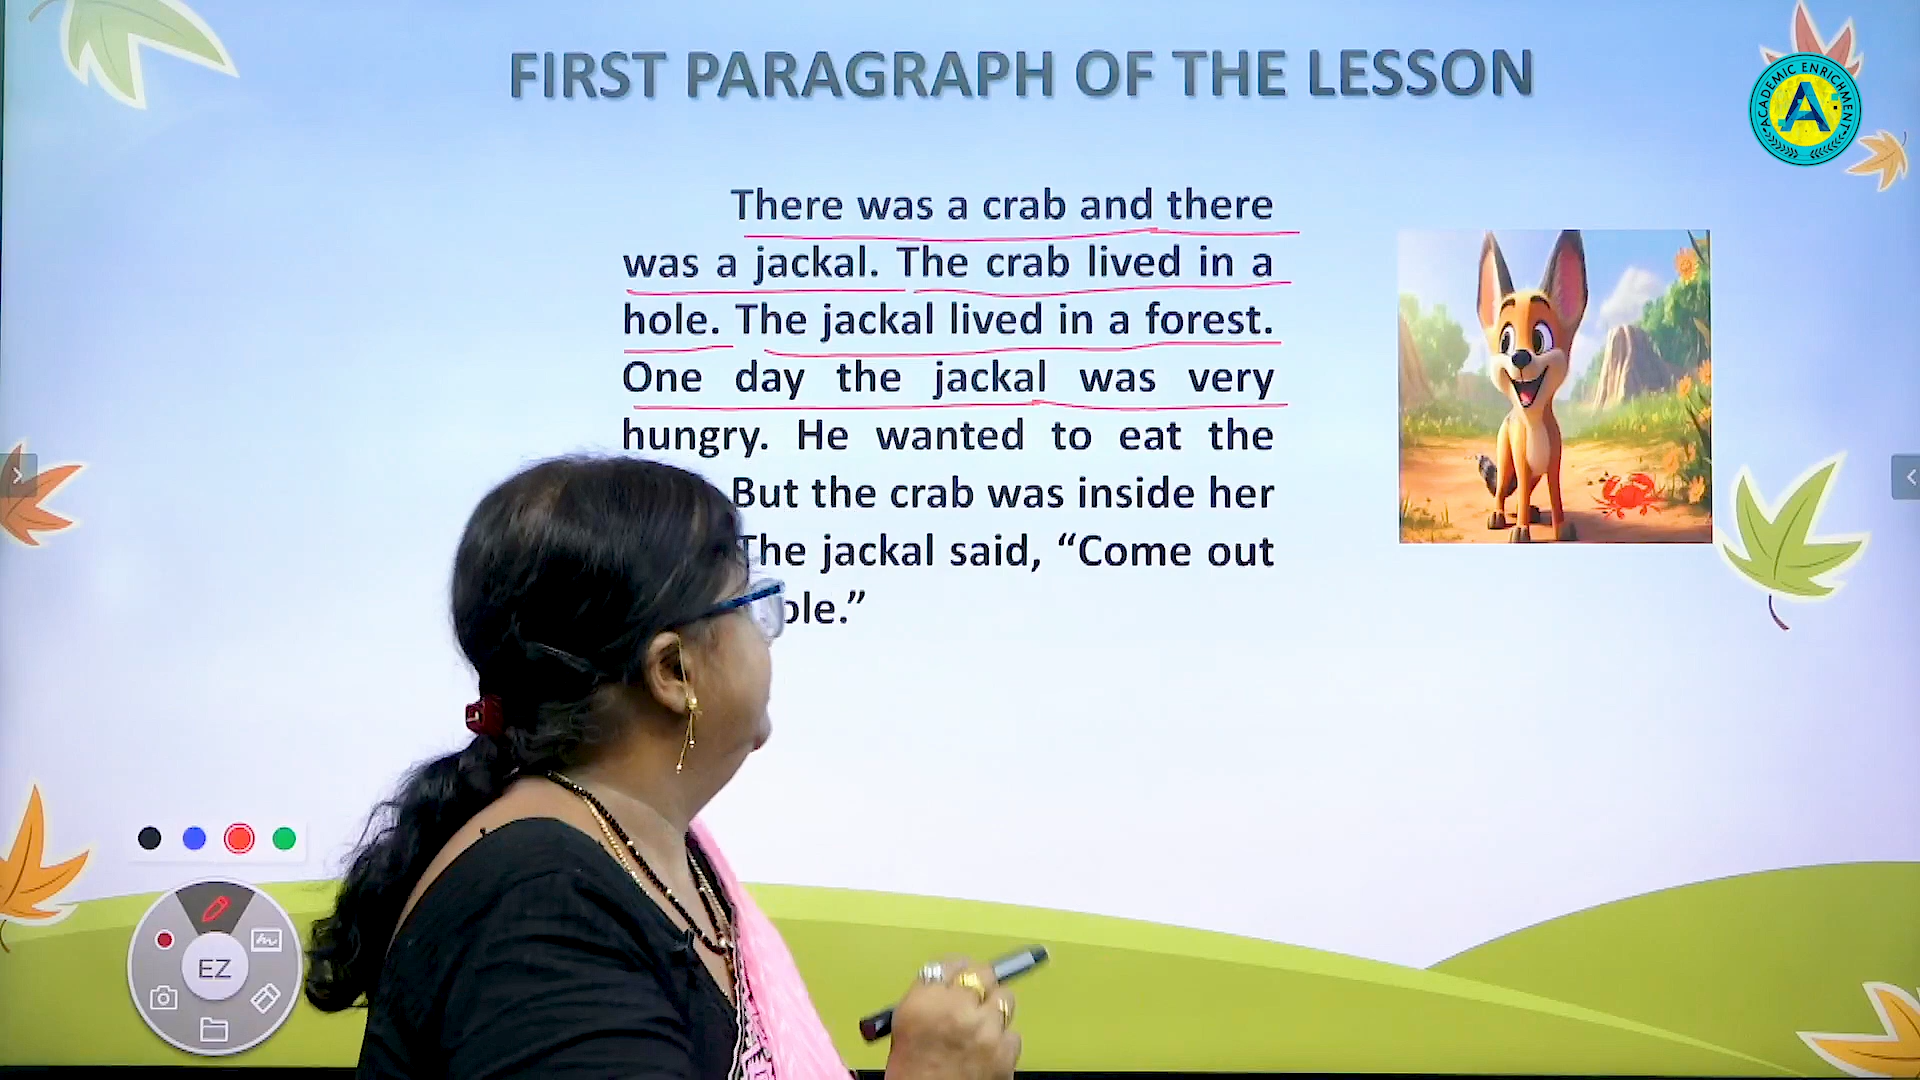 FIRST PARAGRAPH OF THE LESSON
ACADEMIC ENRICHMENT
A
There was a crab and there
was a jackal. The crab lived in a
hole. The jackal lived in a forest.
One day the jackal was very
hungry. He wanted to eat the
But the crab was inside her
The jackal said, “Come out
EZ